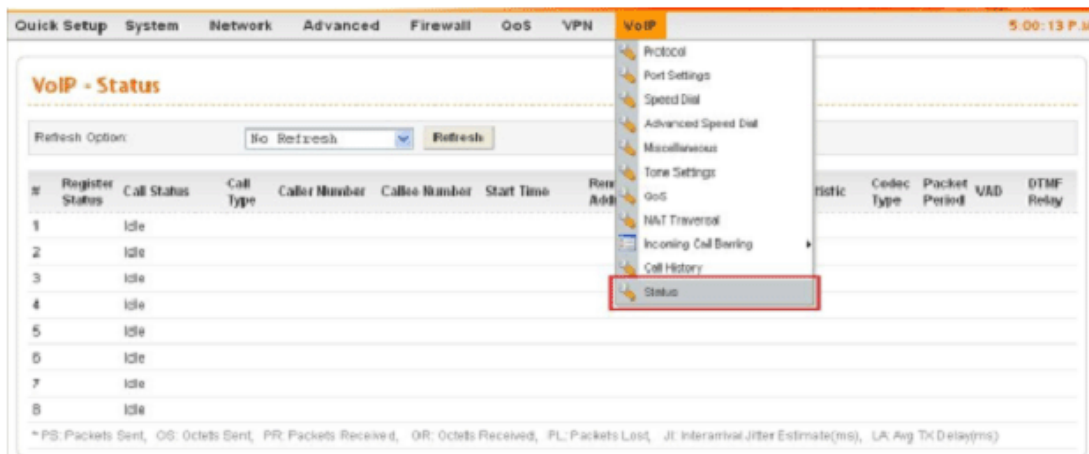 Quick Setup System Network Advanced Firewall QoS VPN VoIP 5:00:13 P.M
Protocol
VoIP - Status
Port Settings
Speed Dial
Advanced Speed Dial
Refresh Option: No Refresh Refresh
Miscellaneous
Tone Settings
# Register Status Call Status Call Type Caller Number Callee Number Start Time Rem Addr tistic Codec Type Packet Period VAD DTMF Relay
QoS
NAT Traversal
Incoming Call Barring
Call History
Status
1 Idle
2 Idle
3 Idle
4 Idle
5 Idle
6 Idle
7 Idle
8 Idle
* PS: Packets Sent, OS: Octets Sent, PR: Packets Received, OR: Octets Received, PL: Packets Lost, JI: Interarrival Jitter Estimate(ms), LA: Avg TX Delay(ms)